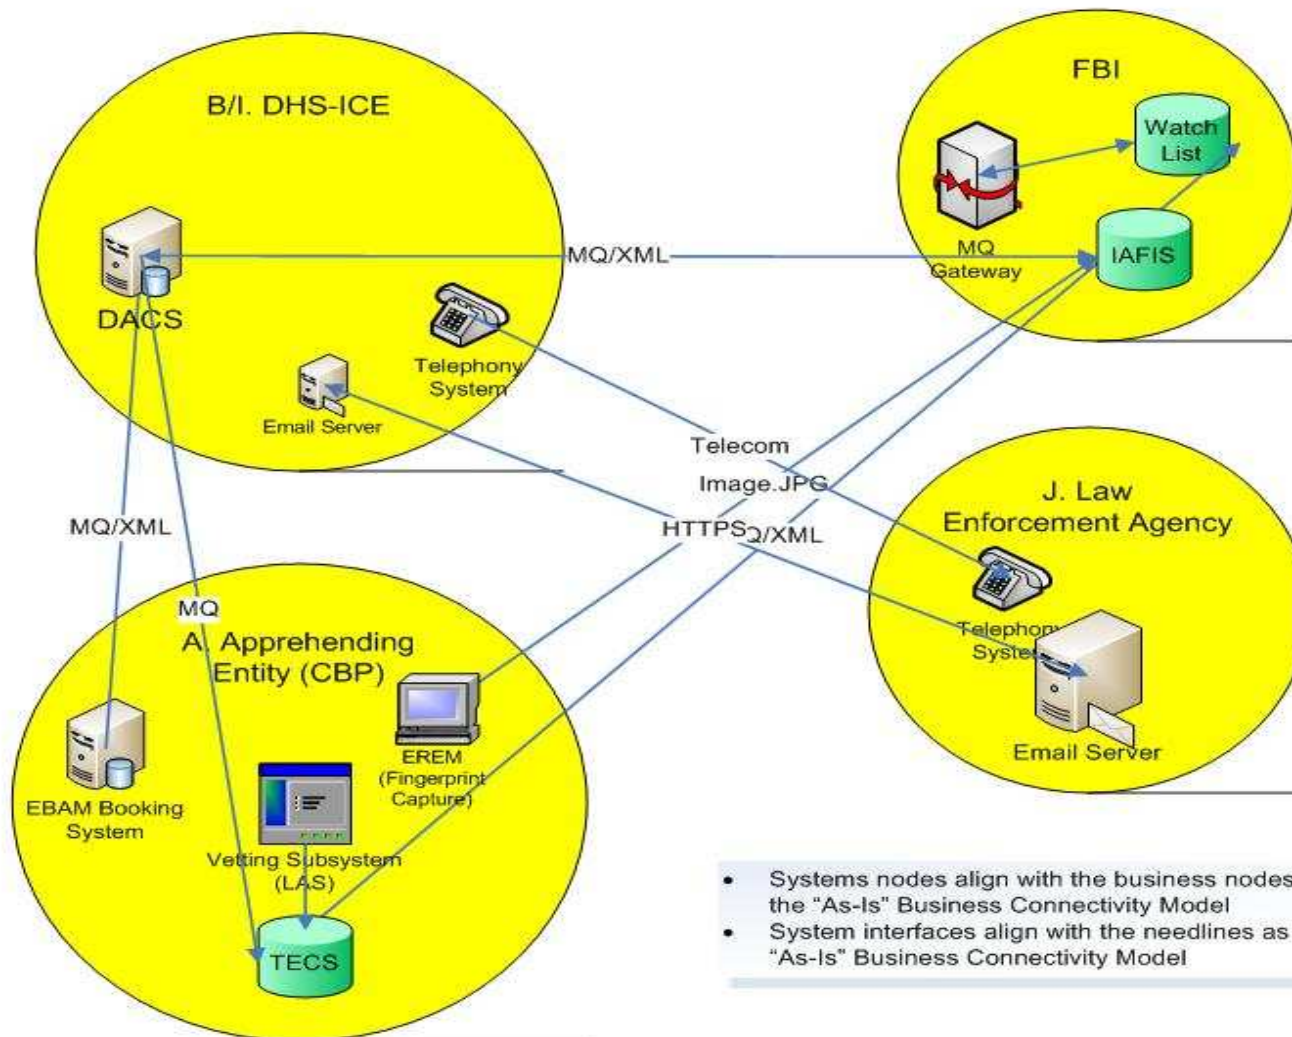 B/I. DHS-ICE
DACS
Telephony
System
Email Server
FBI
Watch
List
MQ
Gateway
IAFIS
MQ/XML
Telecom
Image.JPG
HTTPS
Q/XML
MQ/XML
MQ
J. Law
Enforcement Agency
Telephony
System
Email Server
A. Apprehending
Entity (CBP)
EBAM Booking
System
EREM
(Fingerprint
Capture)
Vetting Subsystem
(LAS)
TECS
• Systems nodes align with the business nodes
the “As-Is” Business Connectivity Model
• System interfaces align with the needlines as
“As-Is” Business Connectivity Model